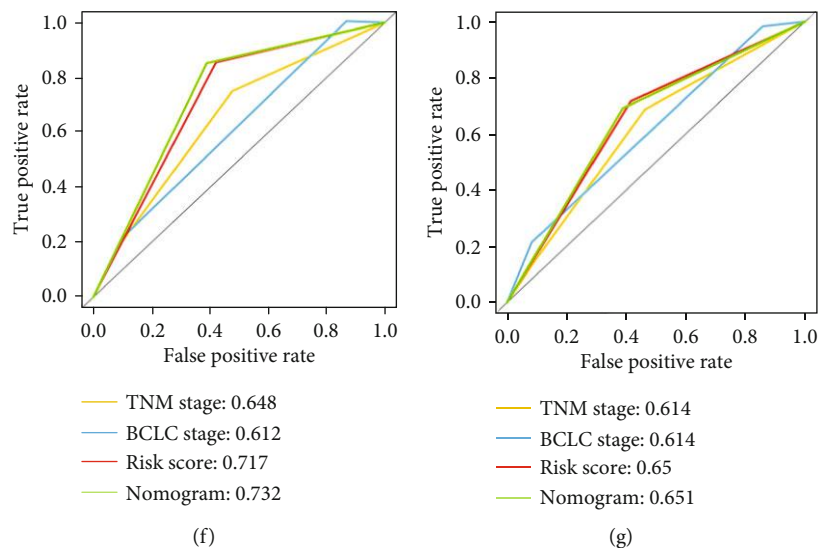 1.0
0.8
0.6
0.4
0.2
0.0
True positive rate
0.0 0.2 0.4 0.6 0.8 1.0
False positive rate
TNM stage: 0.648
BCLC stage: 0.612
Risk score: 0.717
Nomogram: 0.732
(f)
1.0
0.8
0.6
0.4
0.2
0.0
True positive rate
0.0 0.2 0.4 0.6 0.8 1.0
False positive rate
TNM stage: 0.614
BCLC stage: 0.614
Risk score: 0.65
Nomogram: 0.651
(g)